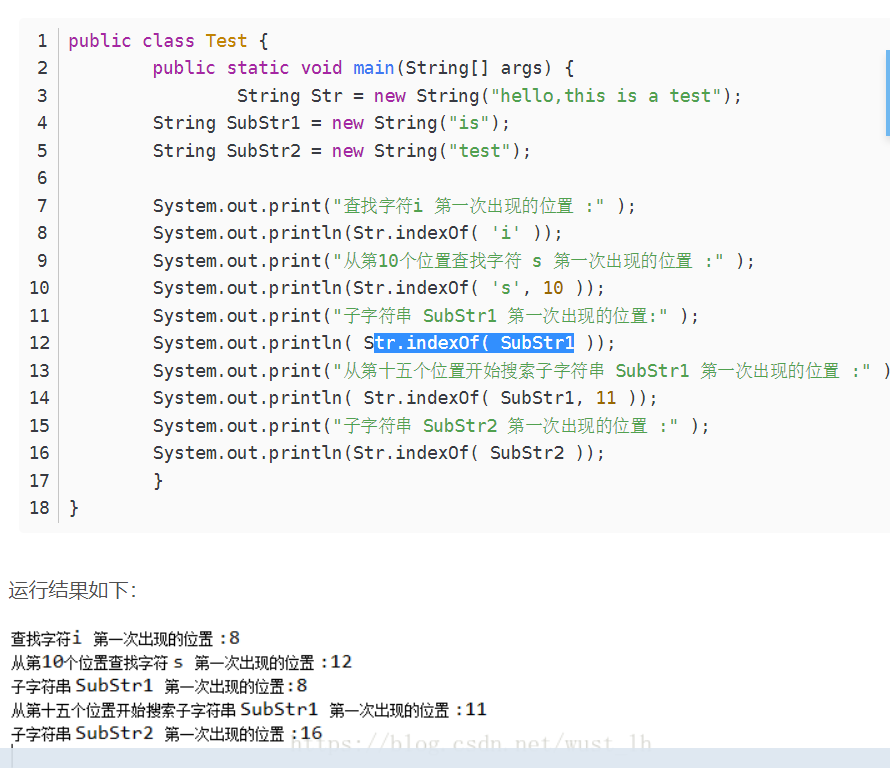 1 public class Test {
2 public static void main(String[] args) {
3 String Str = new String("hello,this is a test");
4 String SubStr1 = new String("is");
5 String SubStr2 = new String("test");
6
7 System.out.print("查找字符i 第一次出现的位置 :" );
8 System.out.println(Str.indexOf( 'i' ));
9 System.out.print("从第10个位置查找字符 s 第一次出现的位置 :" );
10 System.out.println(Str.indexOf( 's', 10 ));
11 System.out.print("子字符串 SubStr1 第一次出现的位置:" );
12 System.out.println( Str.indexOf( SubStr1 ));
13 System.out.print("从第十五个位置开始搜索子字符串 SubStr1 第一次出现的位置 :" )
14 System.out.println( Str.indexOf( SubStr1, 11 ));
15 System.out.print("子字符串 SubStr2 第一次出现的位置 :" );
16 System.out.println(Str.indexOf( SubStr2 ));
17 }
18 }
运行结果如下：
查找字符i 第一次出现的位置 :8
从第10个位置查找字符 s 第一次出现的位置 :12
子字符串 SubStr1 第一次出现的位置:8
从第十五个位置开始搜索子字符串 SubStr1 第一次出现的位置 :11
子字符串 SubStr2 第一次出现的位置 :16
https://blog.csdn.net/wust_lh